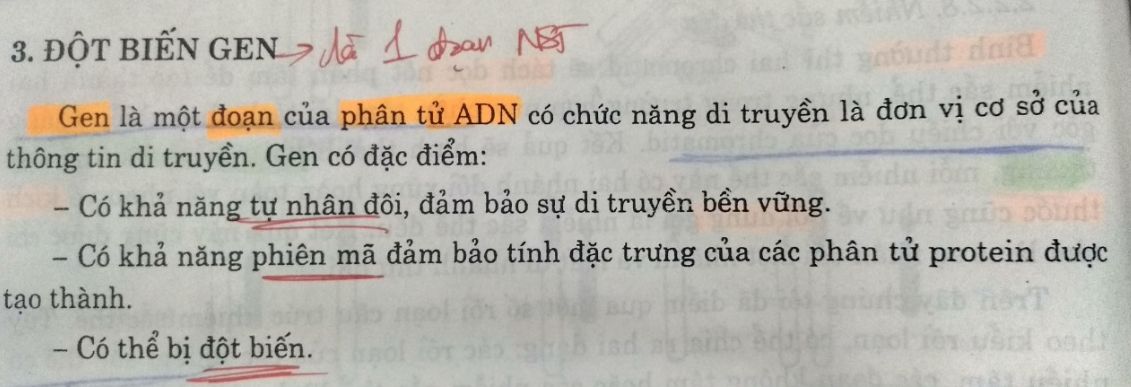 3. ĐỘT BIẾN GEN → là 1 đoạn NST
Gen là một đoạn của phân tử ADN có chức năng di truyền là đơn vị cơ sở của
thông tin di truyền. Gen có đặc điểm:
– Có khả năng tự nhân đôi, đảm bảo sự di truyền bền vững.
– Có khả năng phiên mã đảm bảo tính đặc trưng của các phân tử protein được
tạo thành.
– Có thể bị đột biến.